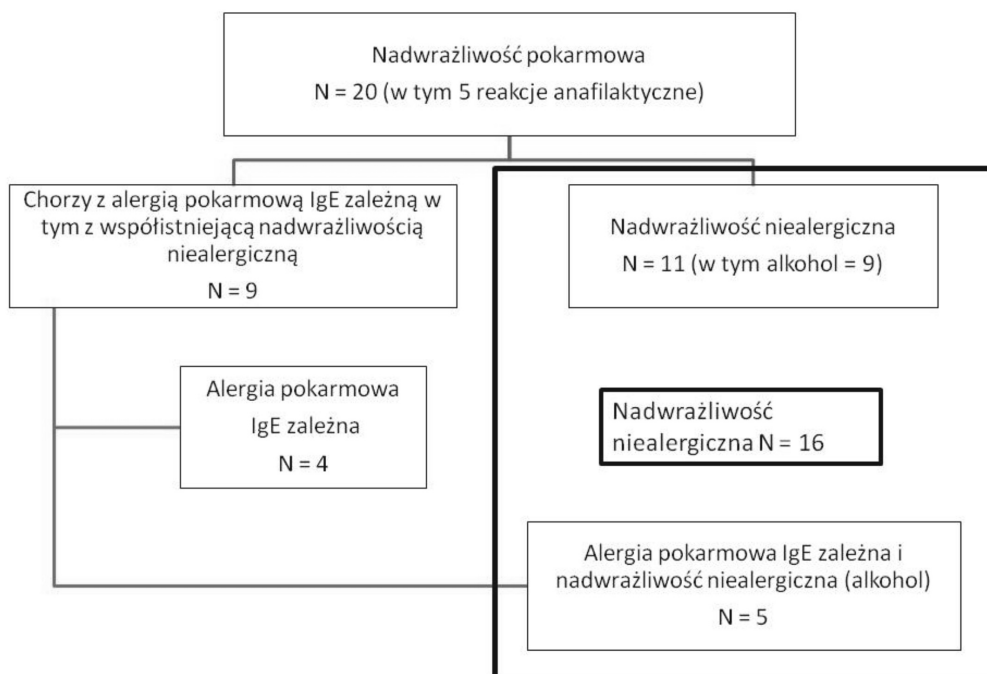 Nadwrażliwość pokarmowa
N = 20 (w tym 5 reakcje anafilaktyczne)
Chorzy z alergią pokarmową IgE zależną w
tym z współistniejącą nadwrażliwością
niealergiczną
N = 9
Nadwrażliwość niealergiczna
N = 11 (w tym alkohol = 9)
Alergia pokarmowa
IgE zależna
N = 4
Nadwrażliwość
niealergiczna N = 16
Alergia pokarmowa IgE zależna i
nadwrażliwość niealergiczna (alkohol)
N = 5